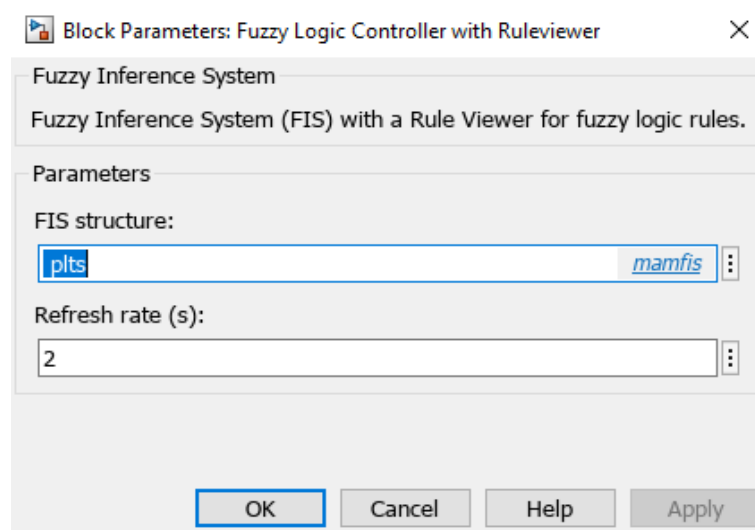 Block Parameters: Fuzzy Logic Controller with Ruleviewer
Fuzzy Inference System
Fuzzy Inference System (FIS) with a Rule Viewer for fuzzy logic rules.
Parameters
FIS structure:
plts mamfis
Refresh rate (s):
2
OK Cancel Help Apply